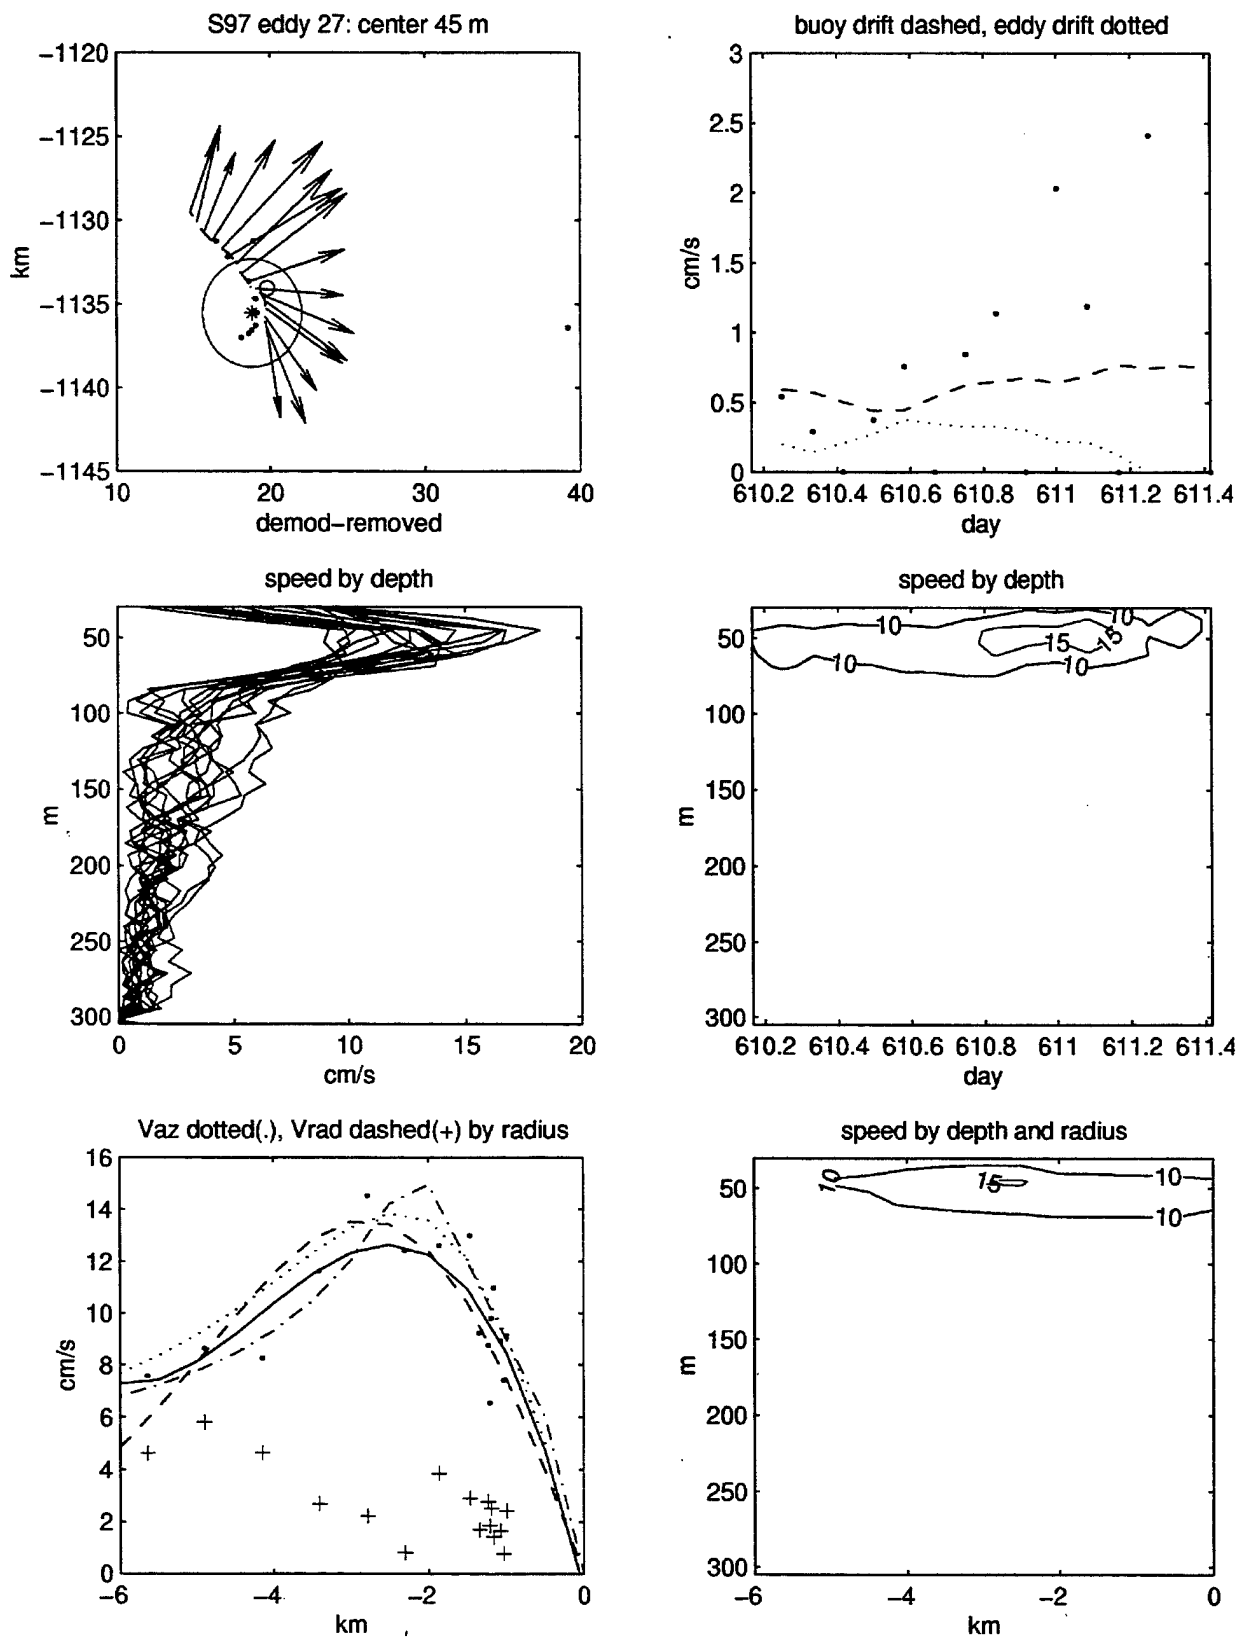 S97 eddy 27: center 45 m
−1120
−1125
−1130
−1135
−1140
−1145
km
10 20 30 40
demod−removed
buoy drift dashed, eddy drift dotted
3
2.5
2
1.5
1
0.5
0
cm/s
610.2 610.4 610.6 610.8 611 611.2 611.4
day
speed by depth
50
100
150
200
250
300
m
0 5 10 15 20
cm/s
speed by depth
50
100
150
200
250
300
m
10
10
15
15
10
10
610.2 610.4 610.6 610.8 611 611.2 611.4
day
Vaz dotted(.), Vrad dashed(+) by radius
16
14
12
10
8
6
4
2
0
cm/s
−6 −4 −2 0
km
speed by depth and radius
50
100
150
200
250
300
m
10
15
10
10
−6 −4 −2 0
km